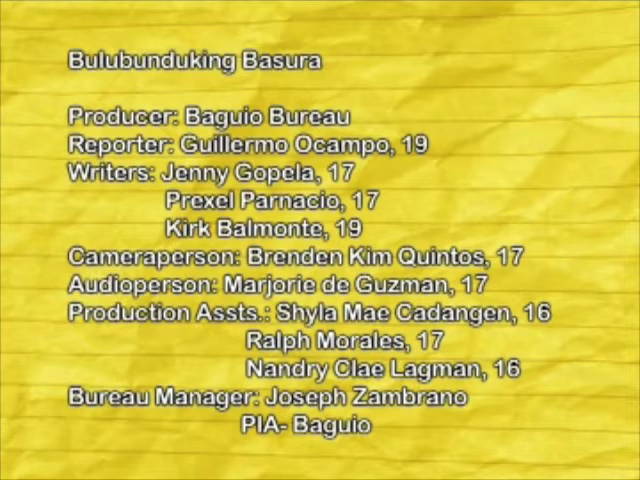 Bulubunduking Basura
Producer: Baguio Bureau
Reporter: Guillermo Ocampo, 19
Writers: Jenny Gopela, 17
Prexel Parnacio, 17
Kirk Balmonte, 19
Cameraperson: Brenden Kim Quintos, 17
Audioperson: Marjorie de Guzman, 17
Production Assts.: Shyla Mae Cadangen, 16
Ralph Morales, 17
Nandry Clae Lagman, 16
Bureau Manager: Joseph Zambrano
PIA- Baguio